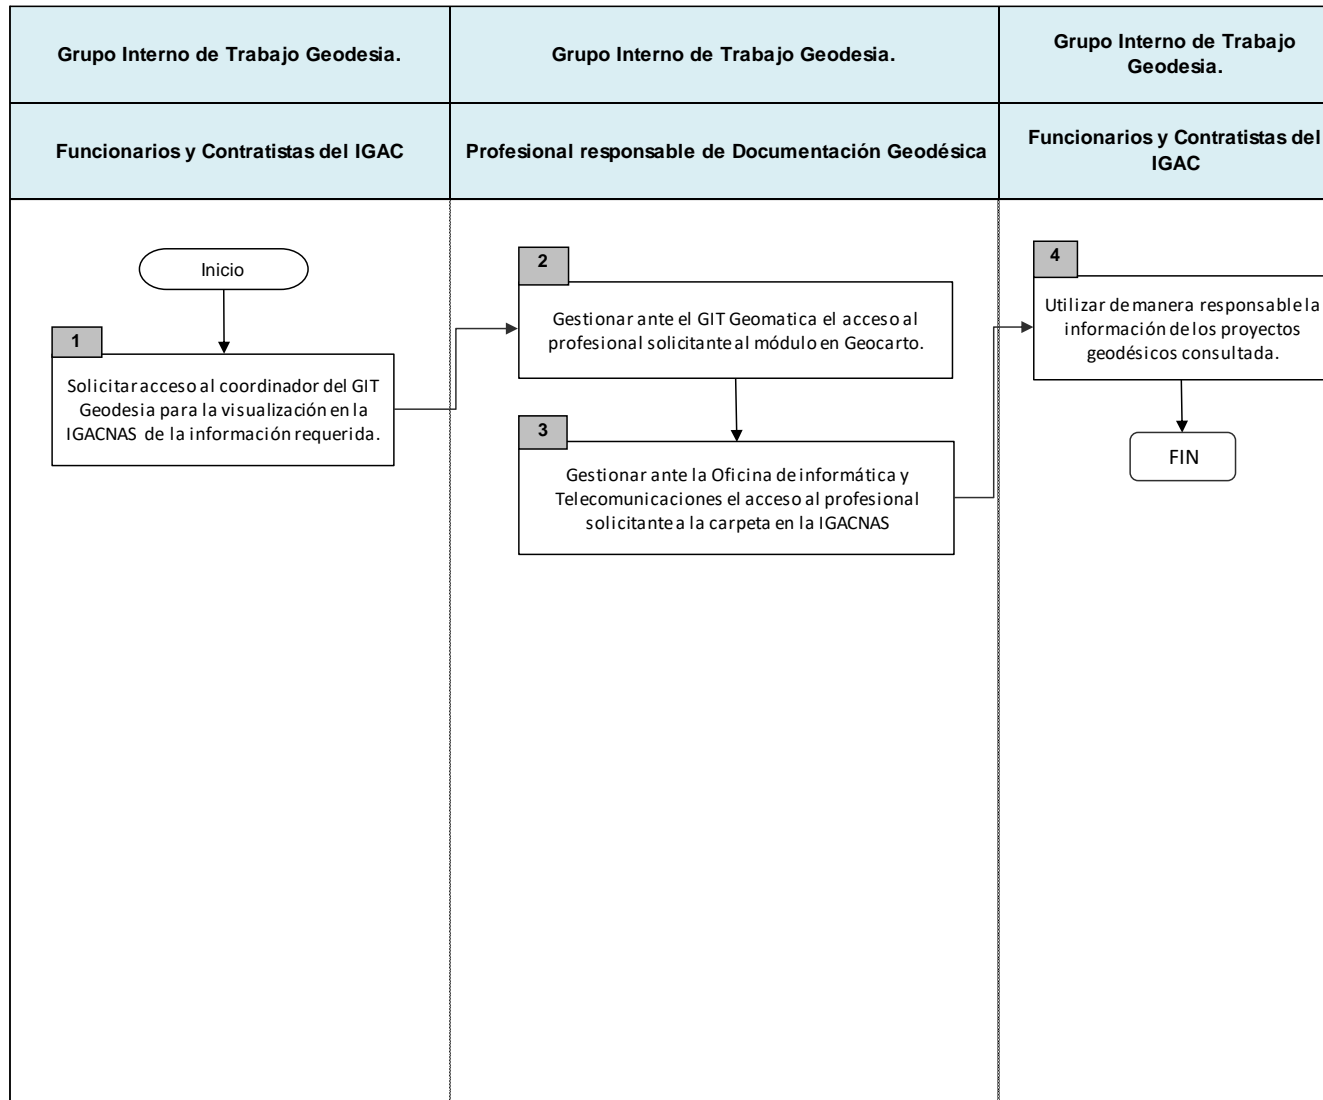 Grupo Interno de Trabajo Geodesia.
Grupo Interno de Trabajo Geodesia.
Grupo Interno de Trabajo
Geodesia.
Funcionarios y Contratistas del IGAC
Profesional responsable de Documentación Geodésica
Funcionarios y Contratistas del
IGAC
Inicio
1
Solicitar acceso al coordinador del GIT
Geodesia para la visualización en la
IGACNAS de la información requerida.
2
Gestionar ante el GIT Geomatica el acceso al
profesional solicitante al módulo en Geocarto.
3
Gestionar ante la Oficina de informática y
Telecomunicaciones el acceso al profesional
solicitante a la carpeta en la IGACNAS
4
Utilizar de manera responsable la
información de los proyectos
geodésicos consultada.
FIN